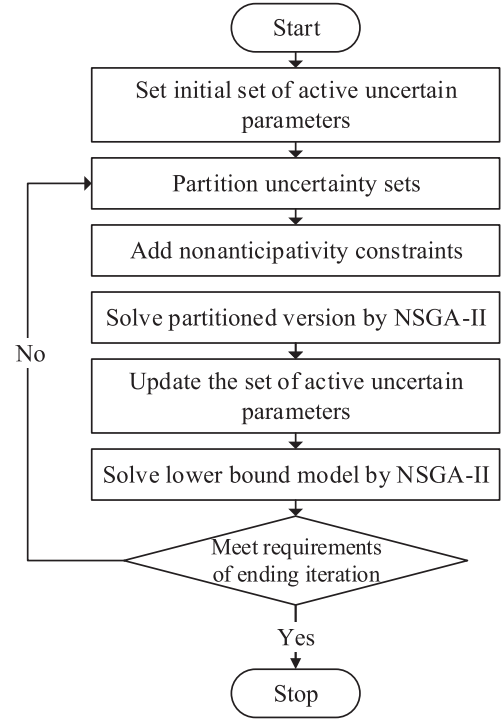 Start
Set initial set of active uncertain
parameters
Partition uncertainty sets
Add nonanticipativity constraints
Solve partitioned version by NSGA-II
No
Update the set of active uncertain
parameters
Solve lower bound model by NSGA-II
Meet requirements
of ending iteration
Yes
Stop